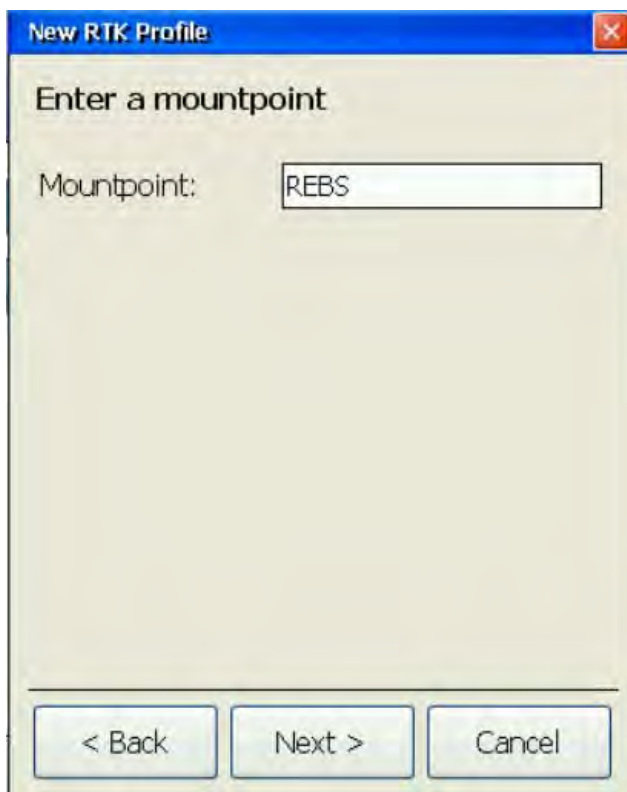 New RTK Profile
Enter a mountpoint
Mountpoint: REBS
< Back Next > Cancel